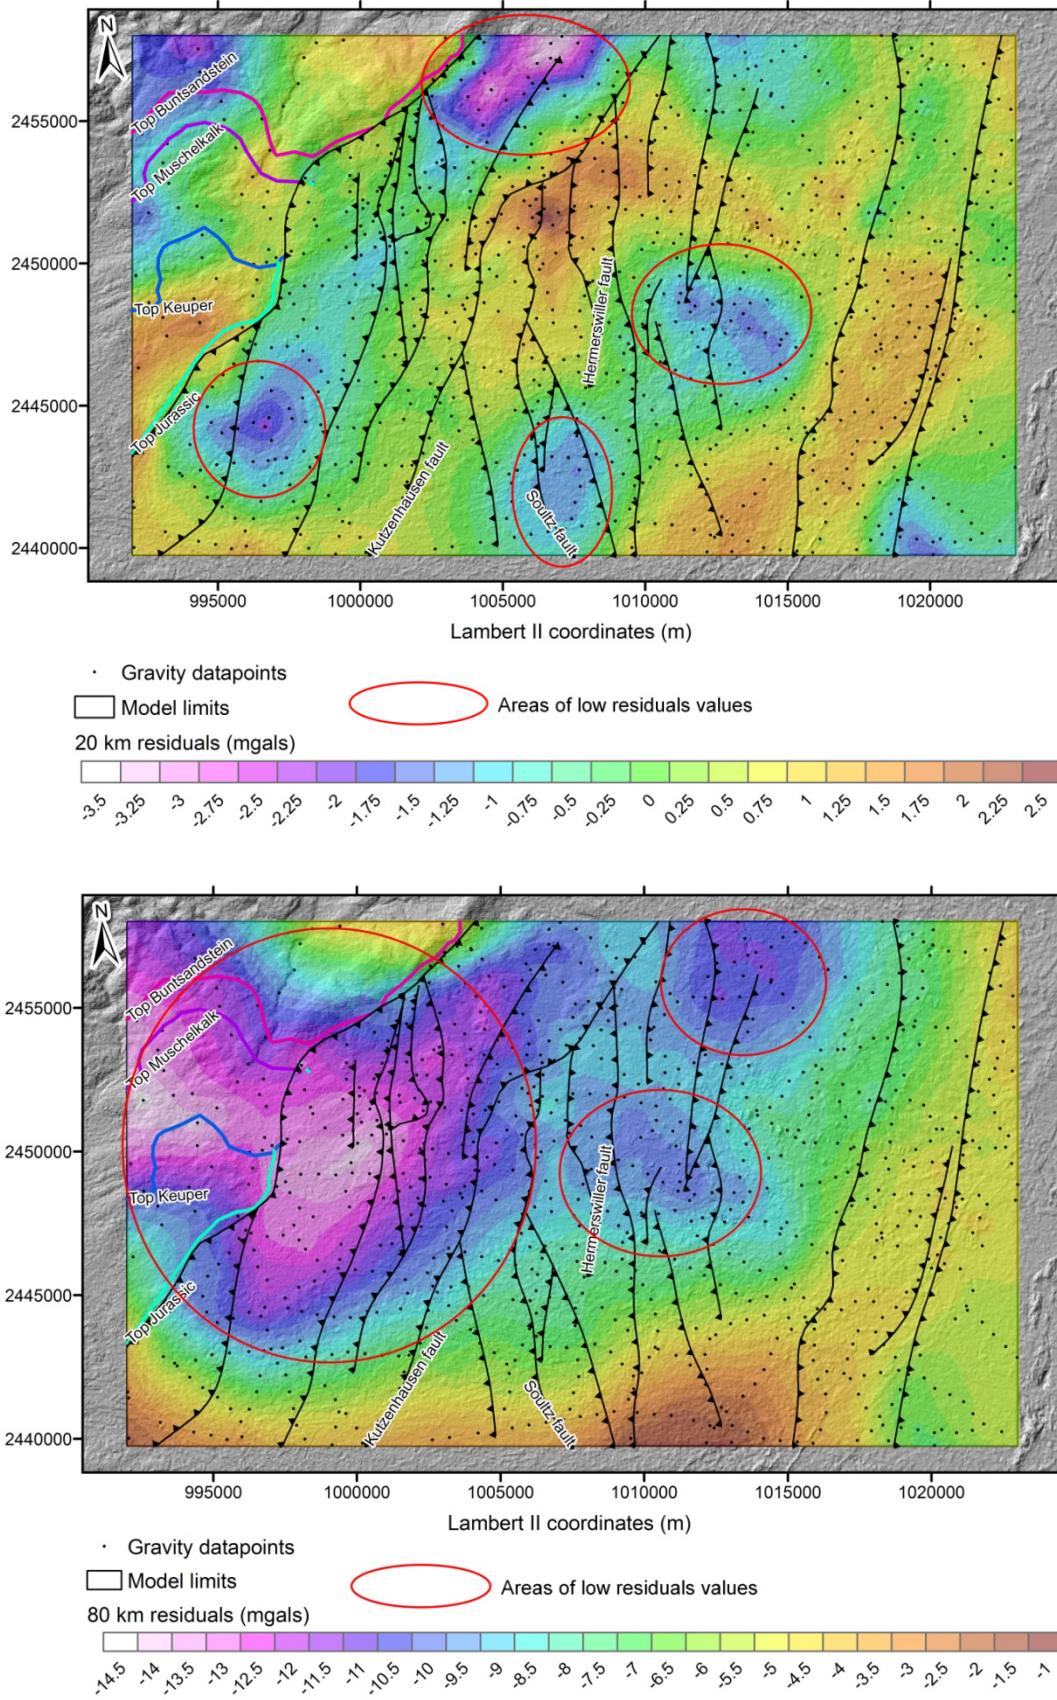 N
Top Buntsandstein
Top Muschelkalk
Top Keuper
Top Jurassic
Kutzenhausen fault
Soultz fault
Hermerswiller fault
2455000
2450000
2445000
2440000
995000 1000000 1005000 1010000 1015000 1020000
Lambert II coordinates (m)
Gravity datapoints
Model limits
Areas of low residuals values
20 km residuals (mgals)
-3.5 -3.25 -3 -2.75 -2.5 -2.25 -2 -1.75 -1.5 -1.25 -1 -0.75 -0.5 -0.25 0 0.25 0.5 0.75 1 1.25 1.5 1.75 2 2.25 2.5
N
Top Buntsandstein
Top Muschelkalk
Top Keuper
Top Jurassic
Kutzenhausen fault
Soultz fault
Hermerswiller fault
2455000
2450000
2445000
2440000
995000 1000000 1005000 1010000 1015000 1020000
Lambert II coordinates (m)
Gravity datapoints
Model limits
Areas of low residuals values
80 km residuals (mgals)
-14.5 -14 -13.5 -13 -12.5 -12 -11.5 -11 -10.5 -10 -9.5 -9 -8.5 -8 -7.5 -7 -6.5 -6 -5.5 -5 -4.5 -4 -3.5 -3 -2.5 -2 -1.5 -1